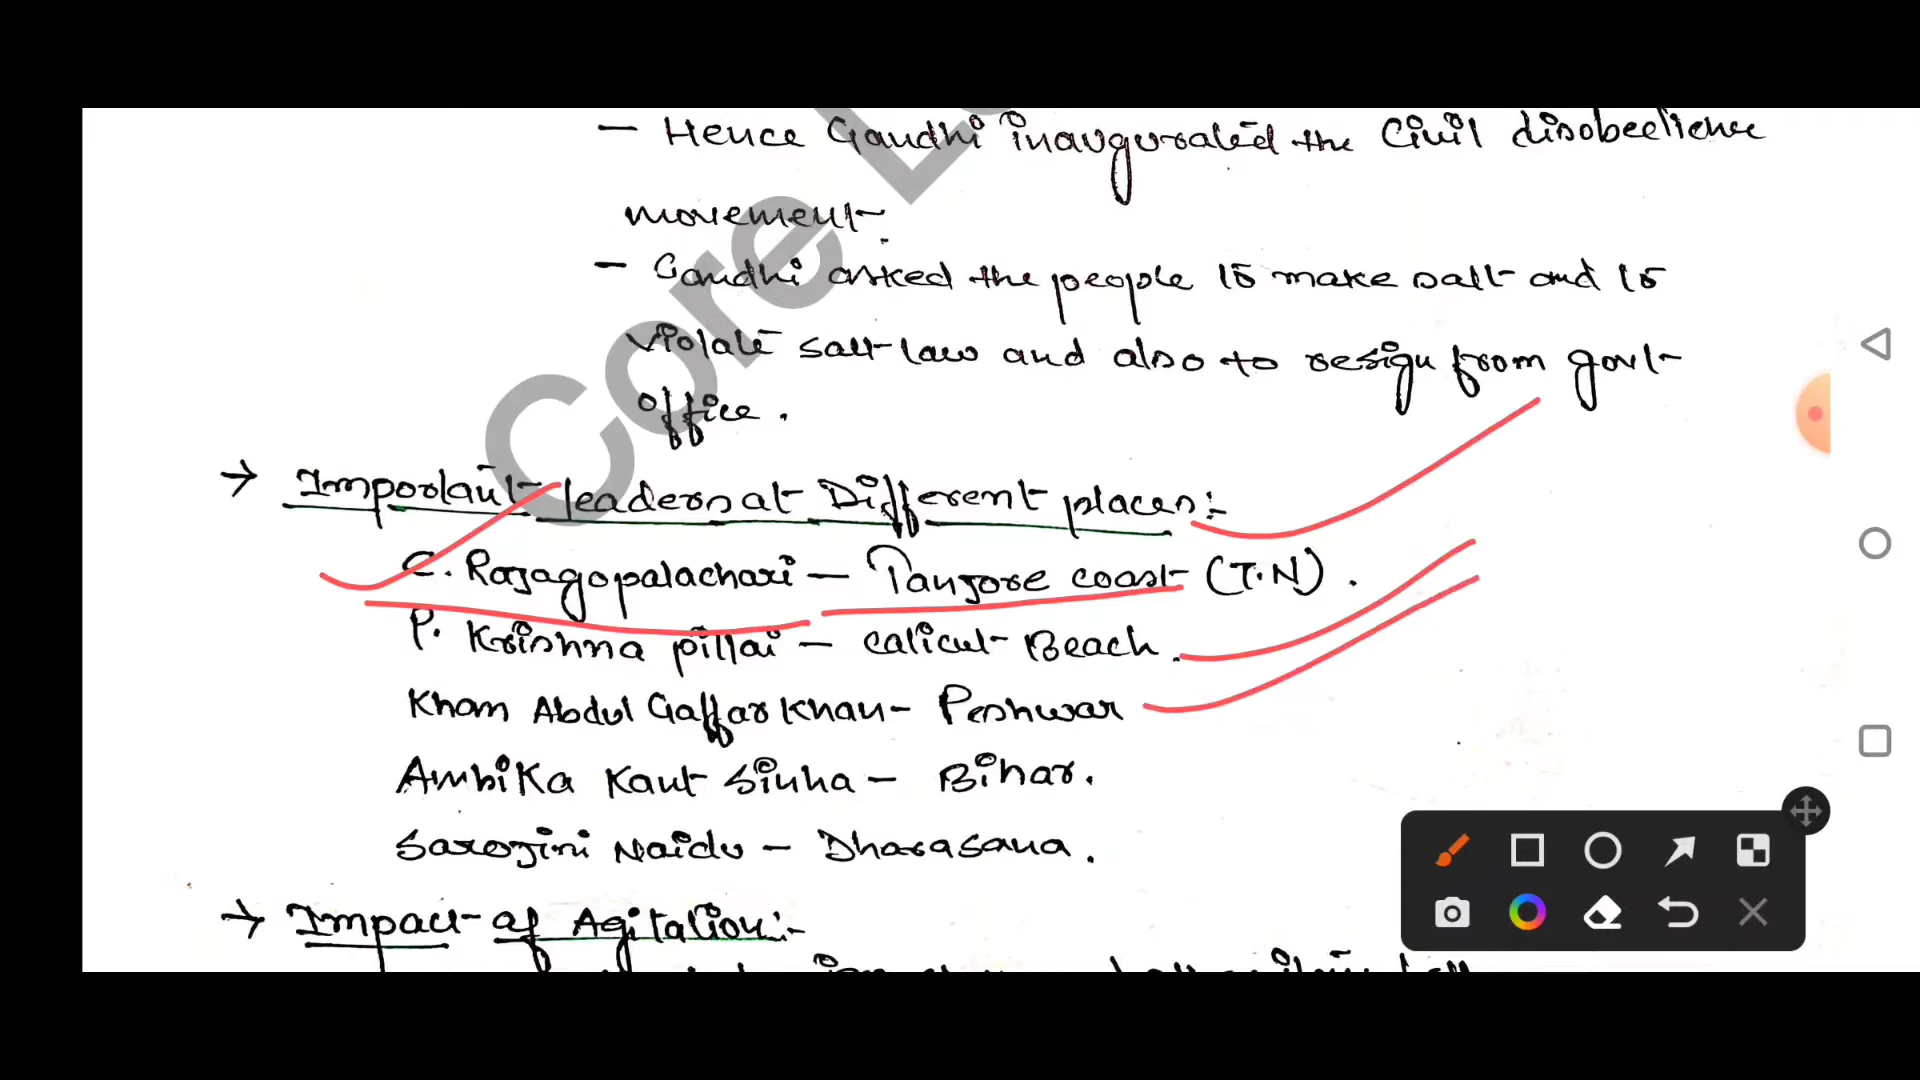 - Hence Gandhi inaugurated the Civil disobedience
movement.
- Gandhi asked the people to make salt and to
violate salt law and also to resign from govt
office.
→ Important leaders at Different places:-
C. Rajagopalachari - Tanjore coast (T.N).
P. Krishna pillai - calicut Beach.
Khan Abdul Gaffar Khan - Peshwar
Ambika Kant Sinha - Bihar.
Sarojini Naidu - Dharasana.
→ Impact of Agitation:-
Core